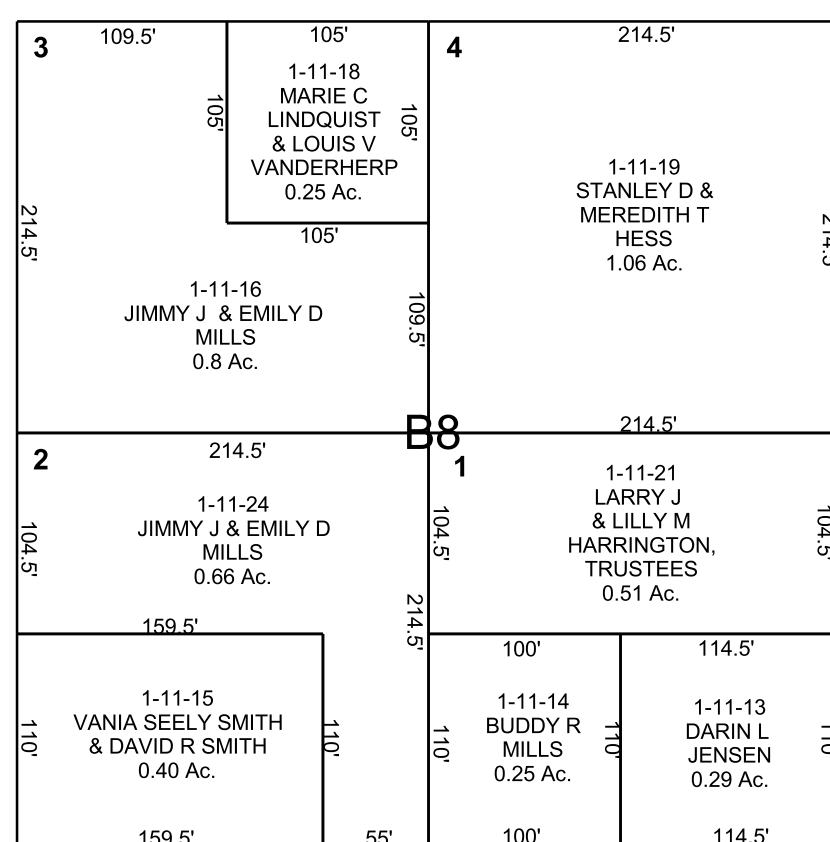 3
109.5'
105'
1-11-18
MARIE C
LINDQUIST
& LOUIS V
VANDERHERP
0.25 Ac.
105'
105'
105'
214.5'
1-11-16
JIMMY J & EMILY D
MILLS
0.8 Ac.
109.5'
4
214.5'
1-11-19
STANLEY D &
MEREDITH T
HESS
1.06 Ac.
214.5
214.5'
B8
2
214.5'
1-11-24
JIMMY J & EMILY D
MILLS
0.66 Ac.
104.5'
214.5'
159.5'
1-11-15
VANIA SEELY SMITH
& DAVID R SMITH
0.40 Ac.
110'
110'
159.5'
55'
1
1-11-21
LARRY J
& LILLY M
HARRINGTON,
TRUSTEES
0.51 Ac.
104.5'
104.5'
100'
1-11-14
BUDDY R
MILLS
0.25 Ac.
110'
110'
100'
114.5'
1-11-13
DARIN L
JENSEN
0.29 Ac.
110'
114.5'